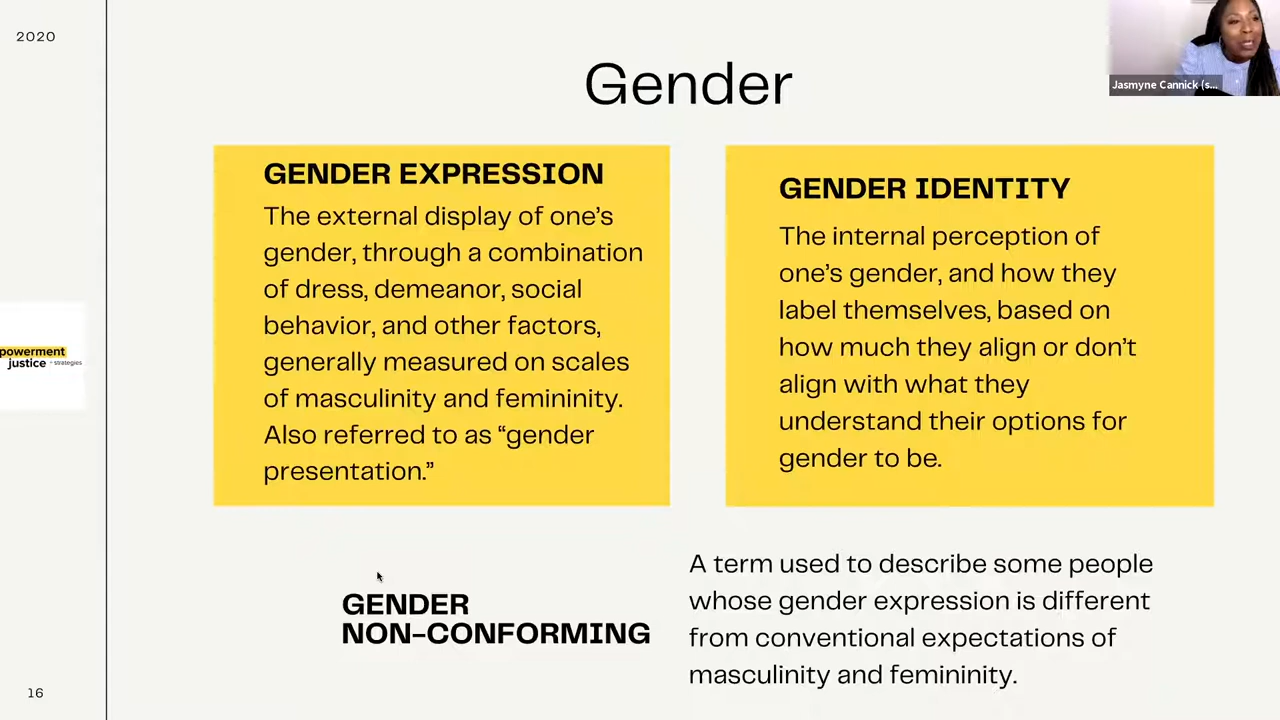 2020
Gender
Jasmyne Cannick (s...
GENDER EXPRESSION
The external display of one’s
gender, through a combination
of dress, demeanor, social
behavior, and other factors,
generally measured on scales
of masculinity and femininity.
Also referred to as “gender
presentation.”
GENDER IDENTITY
The internal perception of
one’s gender, and how they
label themselves, based on
how much they align or don’t
align with what they
understand their options for
gender to be.
powerment
justice + strategies
GENDER
NON-CONFORMING
A term used to describe some people
whose gender expression is different
from conventional expectations of
masculinity and femininity.
16